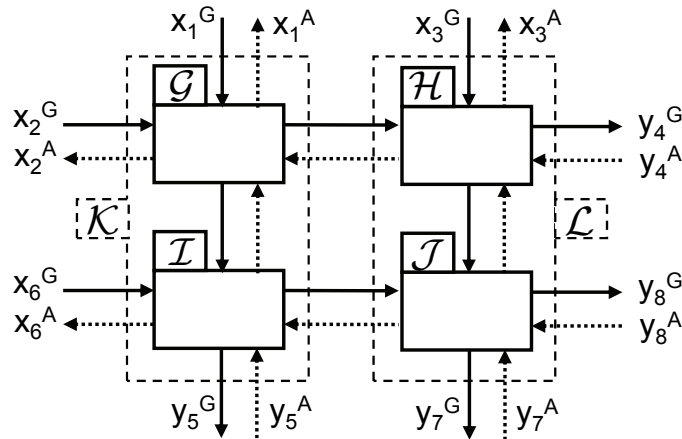 x₁ᴳ x₁ᴬ x₃ᴳ x₃ᴬ
𝒢 ℋ
x₂ᴳ y₄ᴳ
x₂ᴬ y₄ᴬ
𝒦 ℒ
ℐ 𝒥
x₆ᴳ y₈ᴳ
x₆ᴬ y₈ᴬ
y₅ᴳ y₅ᴬ y₇ᴳ y₇ᴬ